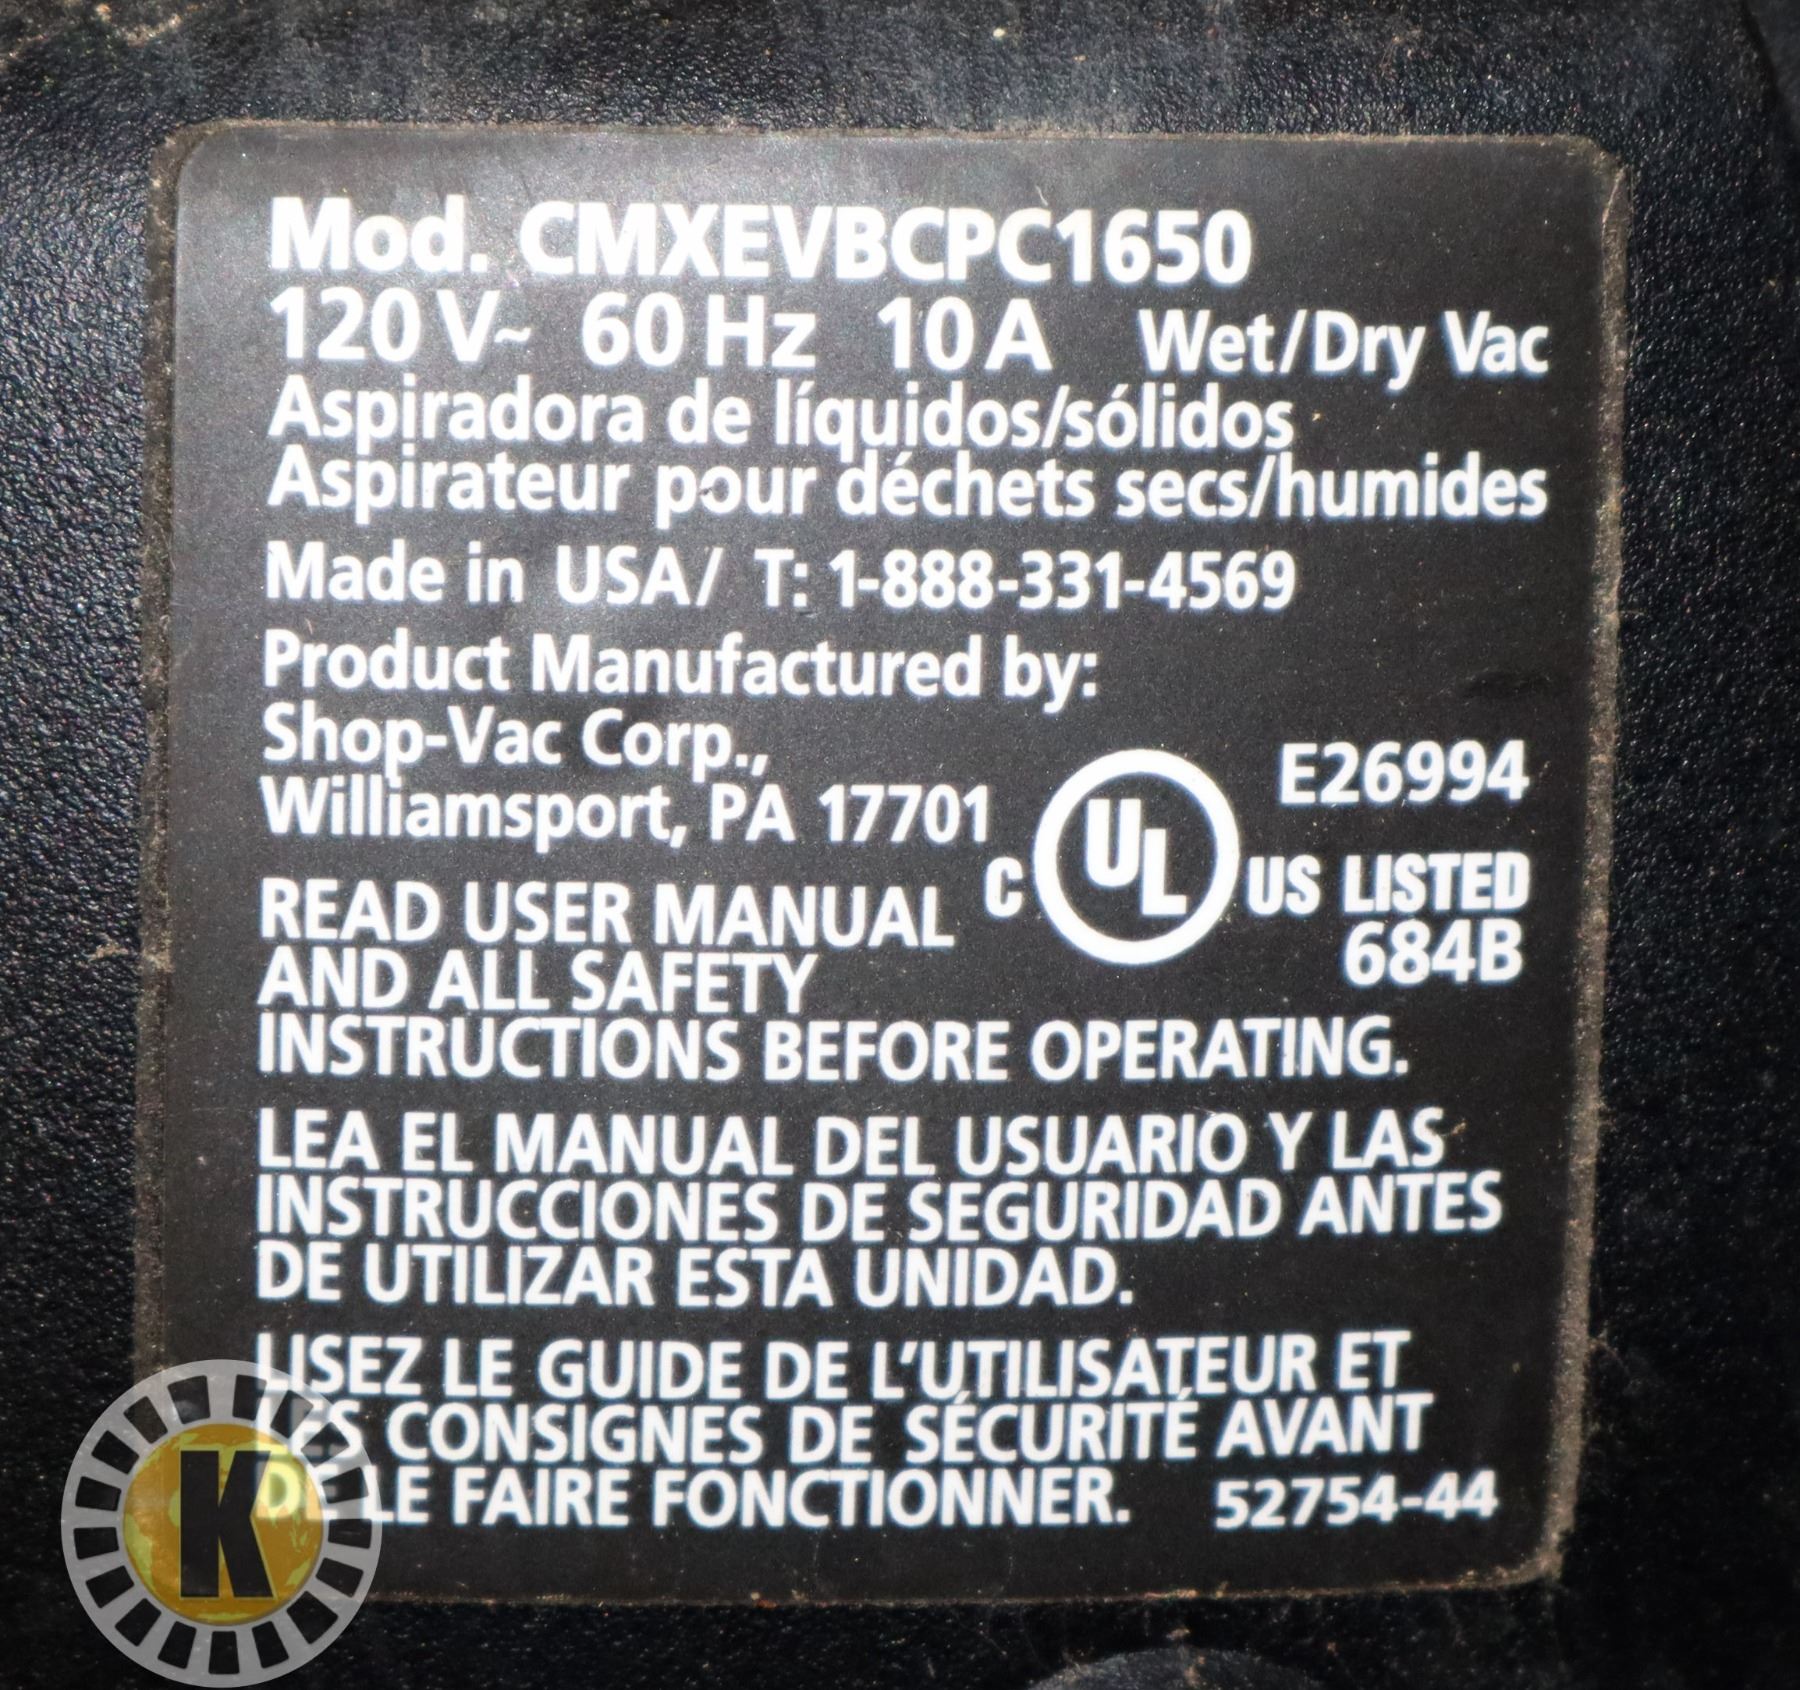 Mod. CMXEVBCPC1650
120 V~ 60 Hz 10 A Wet/Dry Vac
Aspiradora de líquidos/sólidos
Aspirateur pour déchets secs/humides
Made in USA/ T: 1-888-331-4569
Product Manufactured by:
Shop-Vac Corp.,
Williamsport, PA 17701
E26994
C UL US LISTED
684B
READ USER MANUAL
AND ALL SAFETY
INSTRUCTIONS BEFORE OPERATING.
LEA EL MANUAL DEL USUARIO Y LAS
INSTRUCCIONES DE SEGURIDAD ANTES
DE UTILIZAR ESTA UNIDAD.
LISEZ LE GUIDE DE L'UTILISATEUR ET
LES CONSIGNES DE SÉCURITÉ AVANT
DE LE FAIRE FONCTIONNER. 52754-44
K